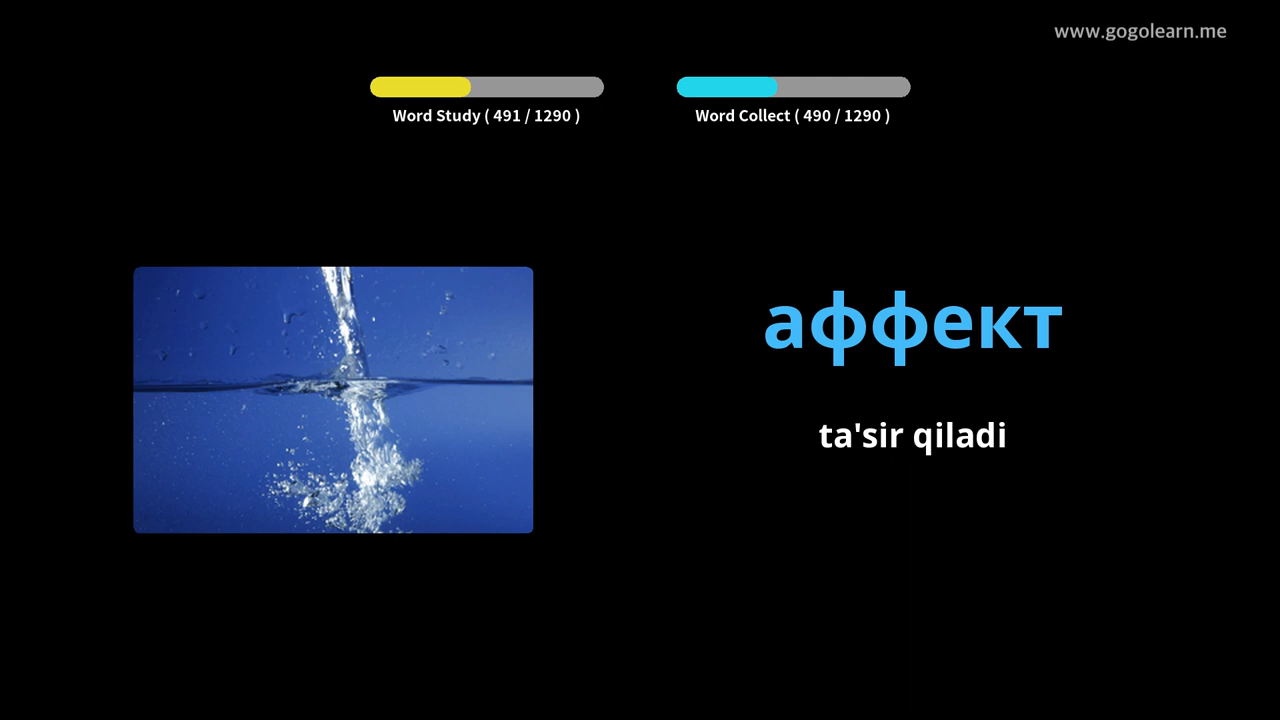 www.gogolearn.me
Word Study ( 491 / 1290 )
Word Collect ( 490 / 1290 )
аффект
ta'sir qiladi